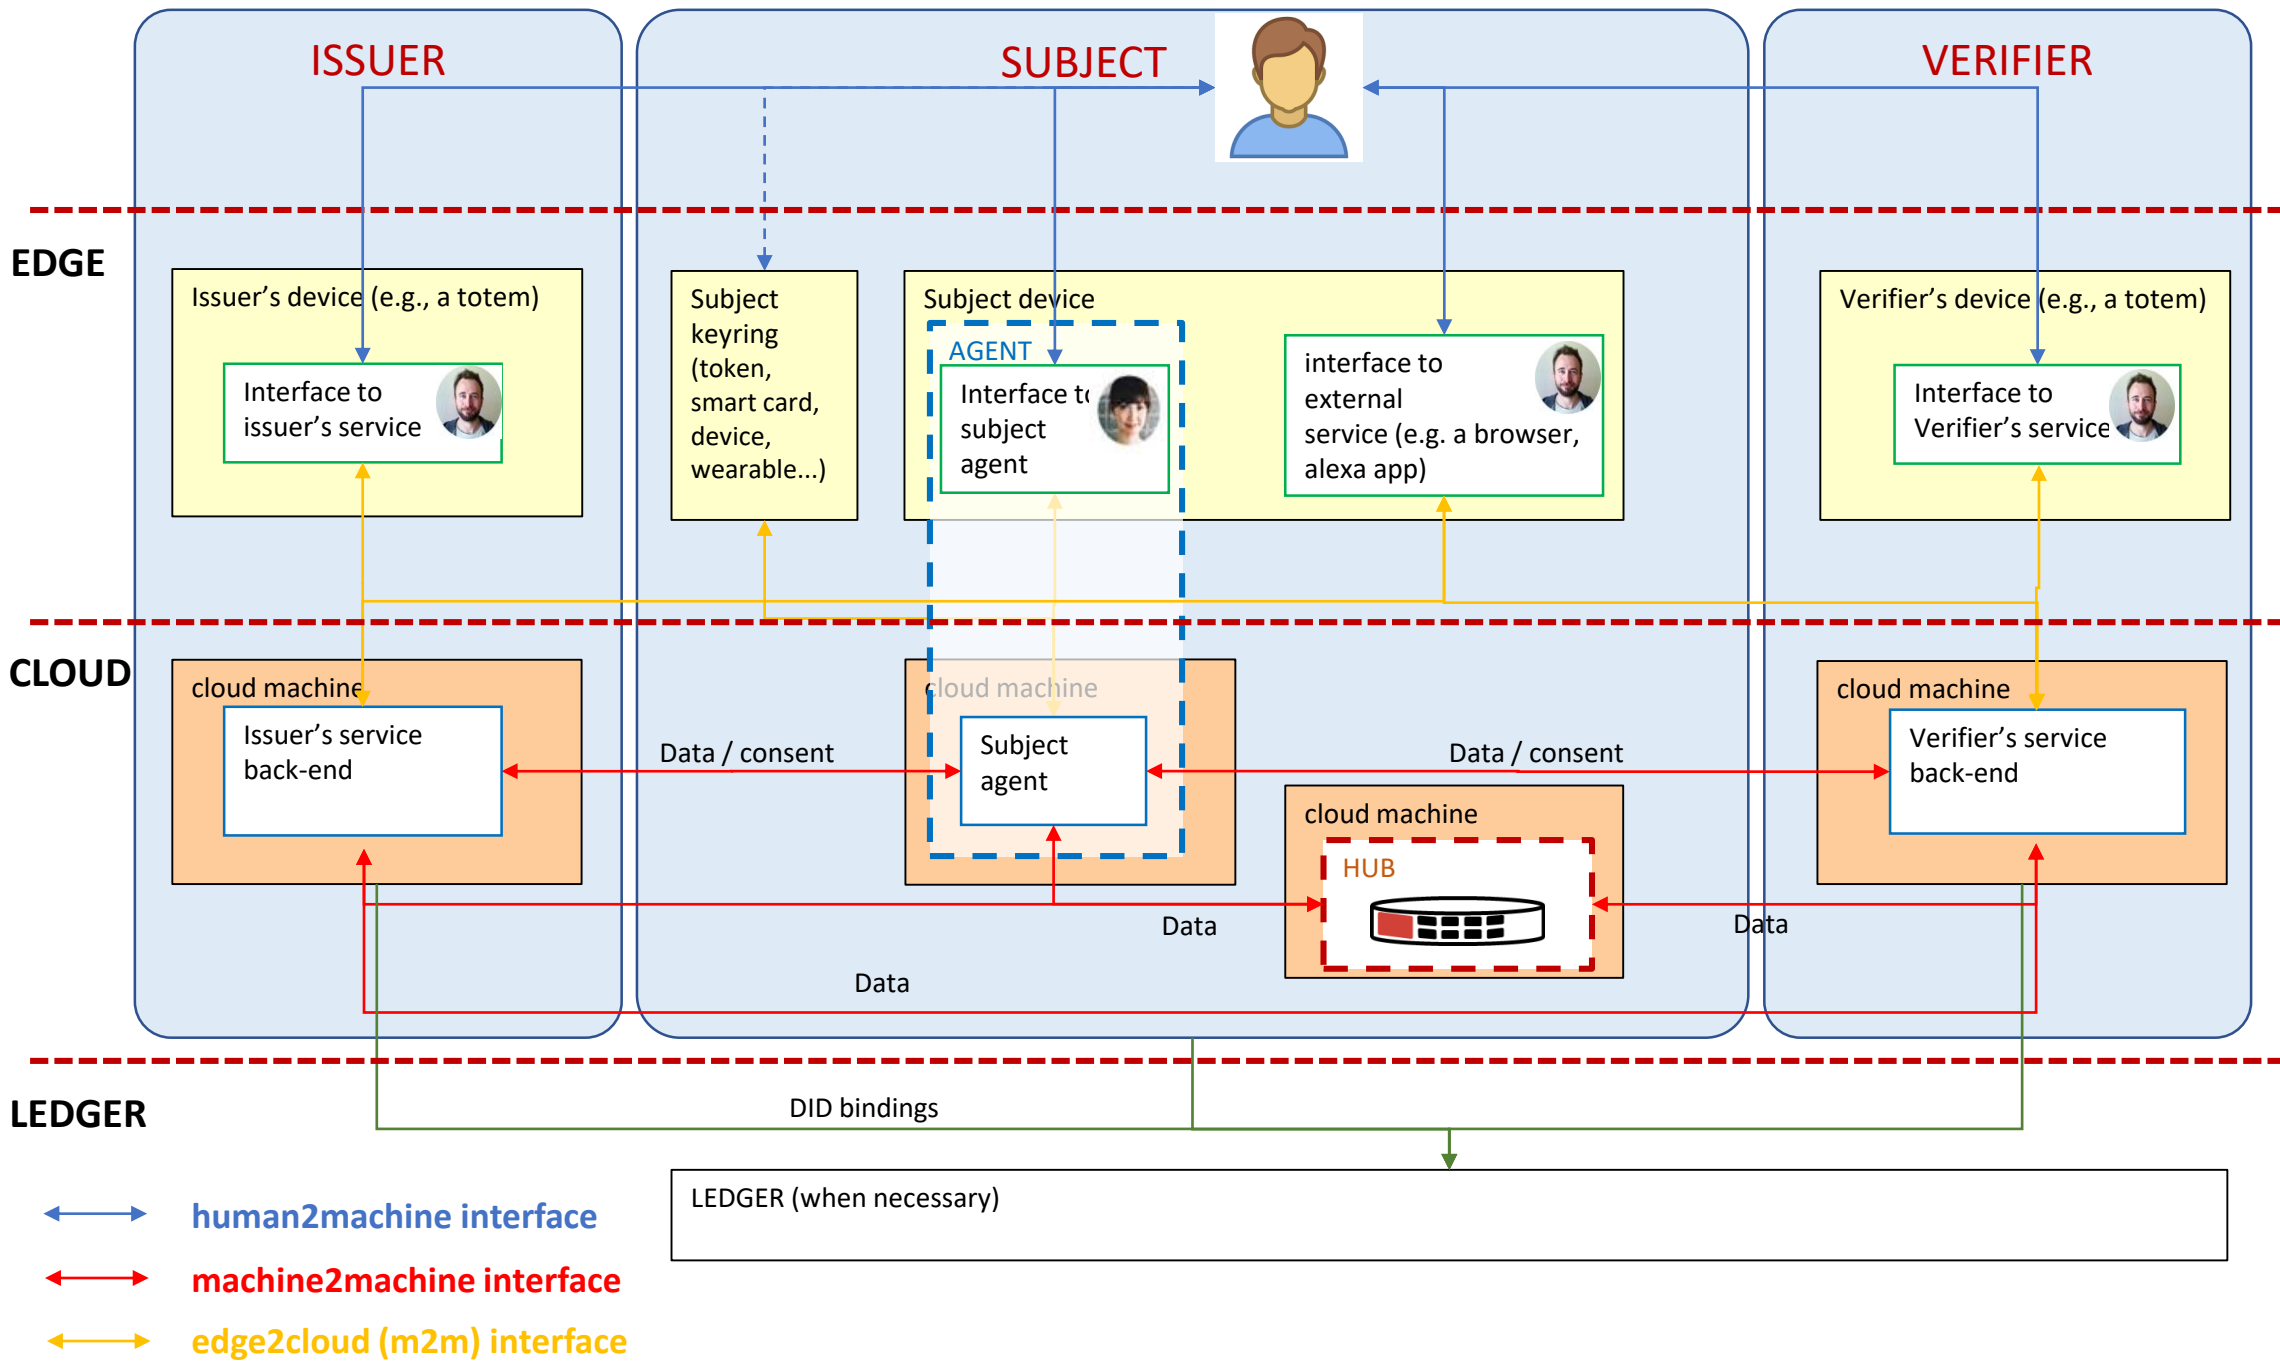 ISSUER
SUBJECT
VERIFIER
EDGE
Issuer’s device (e.g., a totem)
Interface to
issuer’s service
Subject
keyring
(token,
smart card,
device,
wearable...)
Subject device
AGENT
Interface to
subject
agent
interface to
external
service (e.g. a browser,
alexa app)
Verifier’s device (e.g., a totem)
Interface to
Verifier’s service
CLOUD
cloud machine
Issuer’s service
back-end
Data / consent
cloud machine
Subject
agent
Data / consent
cloud machine
HUB
cloud machine
Verifier’s service
back-end
Data
Data
Data
LEDGER
DID bindings
LEDGER (when necessary)
human2machine interface
machine2machine interface
edge2cloud (m2m) interface